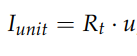 I_unit = R_t · u